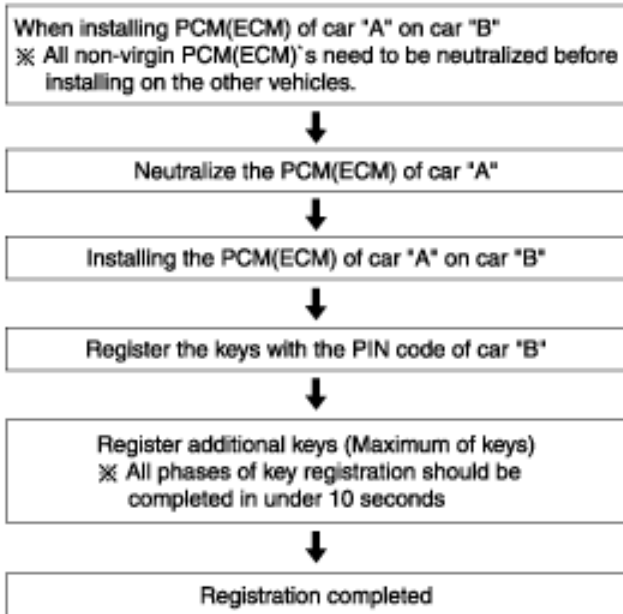 When installing PCM(ECM) of car "A" on car "B"
※ All non-virgin PCM(ECM)`s need to be neutralized before
installing on the other vehicles.
Neutralize the PCM(ECM) of car "A"
Installing the PCM(ECM) of car "A" on car "B"
Register the keys with the PIN code of car "B"
Register additional keys (Maximum of keys)
※ All phases of key registration should be
completed in under 10 seconds
Registration completed